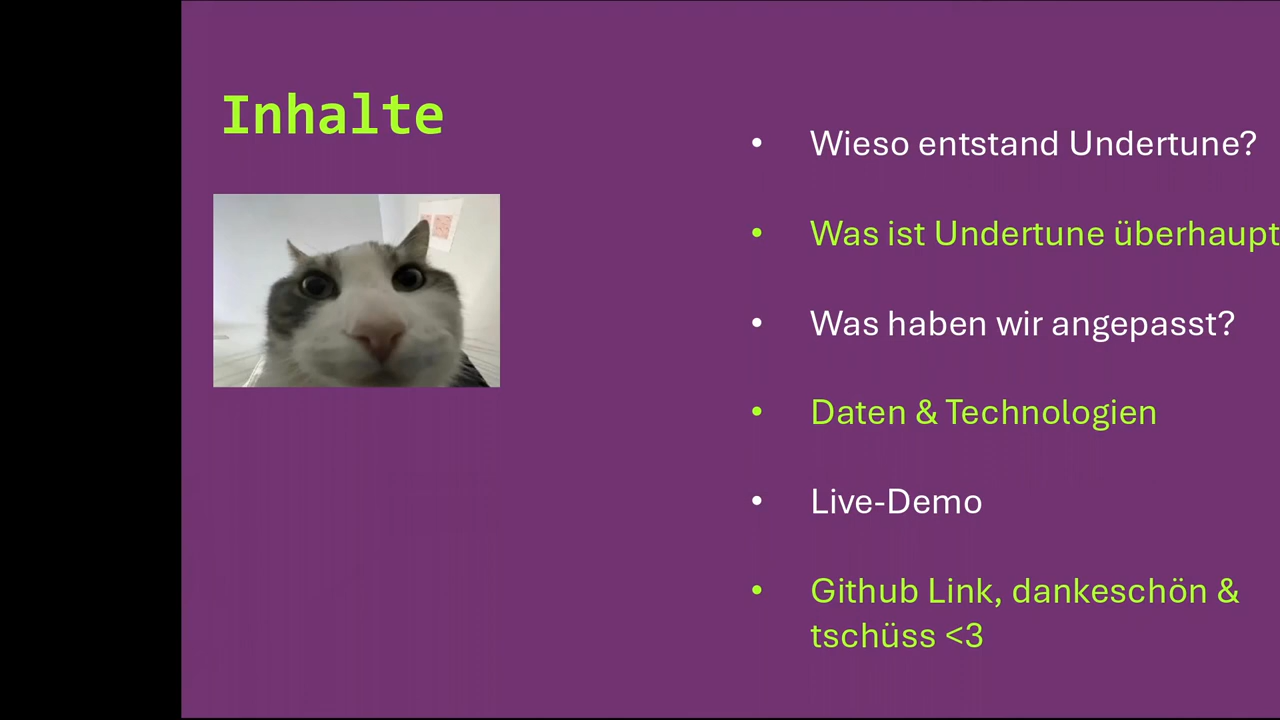 Inhalte
• Wieso entstand Undertune?
• Was ist Undertune überhaupt
• Was haben wir angepasst?
• Daten & Technologien
• Live-Demo
• Github Link, dankeschön &
tschüss <3